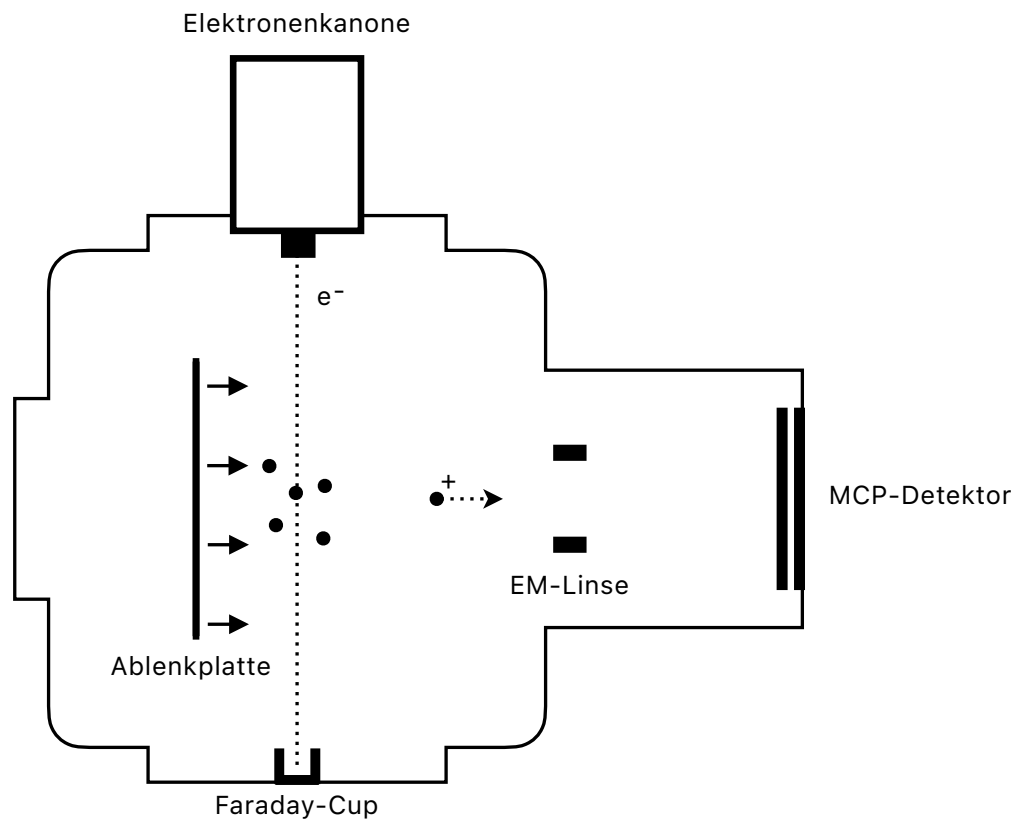 Elektronenkanone
e⁻
+
MCP-Detektor
EM-Linse
Ablenkplatte
Faraday-Cup